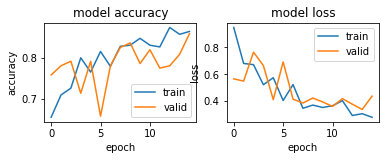 model accuracy
accuracy
0.8
0.7
train
valid
0
5
10
epoch
model loss
loss
0.8
0.6
0.4
train
valid
0
5
10
epoch